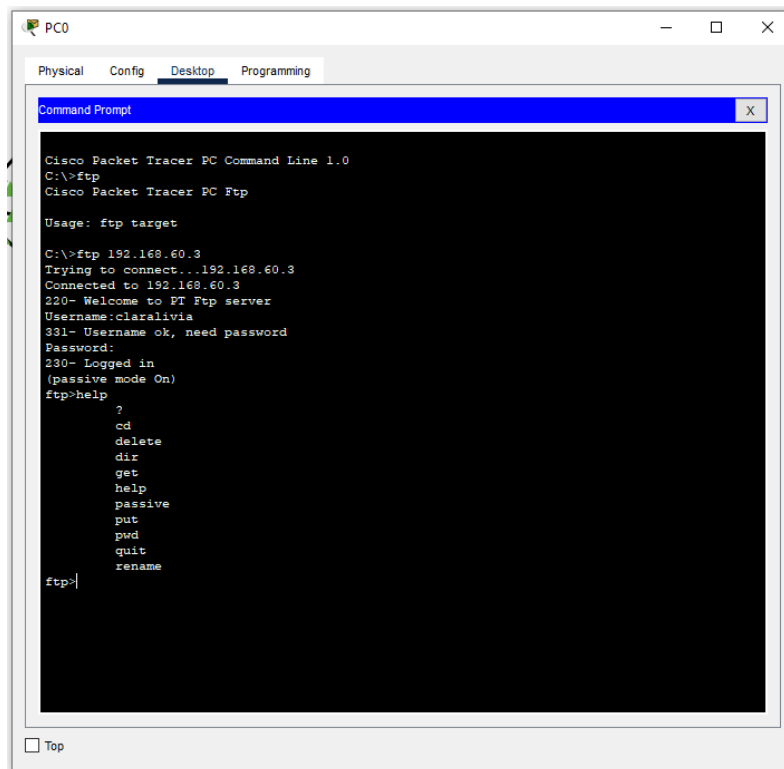 PC0
Physical Config Desktop Programming
Command Prompt
X
Cisco Packet Tracer PC Command Line 1.0
C:\>ftp
Cisco Packet Tracer PC Ftp
Usage: ftp target
C:\>ftp 192.168.60.3
Trying to connect...192.168.60.3
Connected to 192.168.60.3
220- Welcome to PT Ftp server
Username:claralivia
331- Username ok, need password
Password:
230- Logged in
(passive mode On)
ftp>help
?
cd
delete
dir
get
help
passive
put
pwd
quit
rename
ftp>
Top